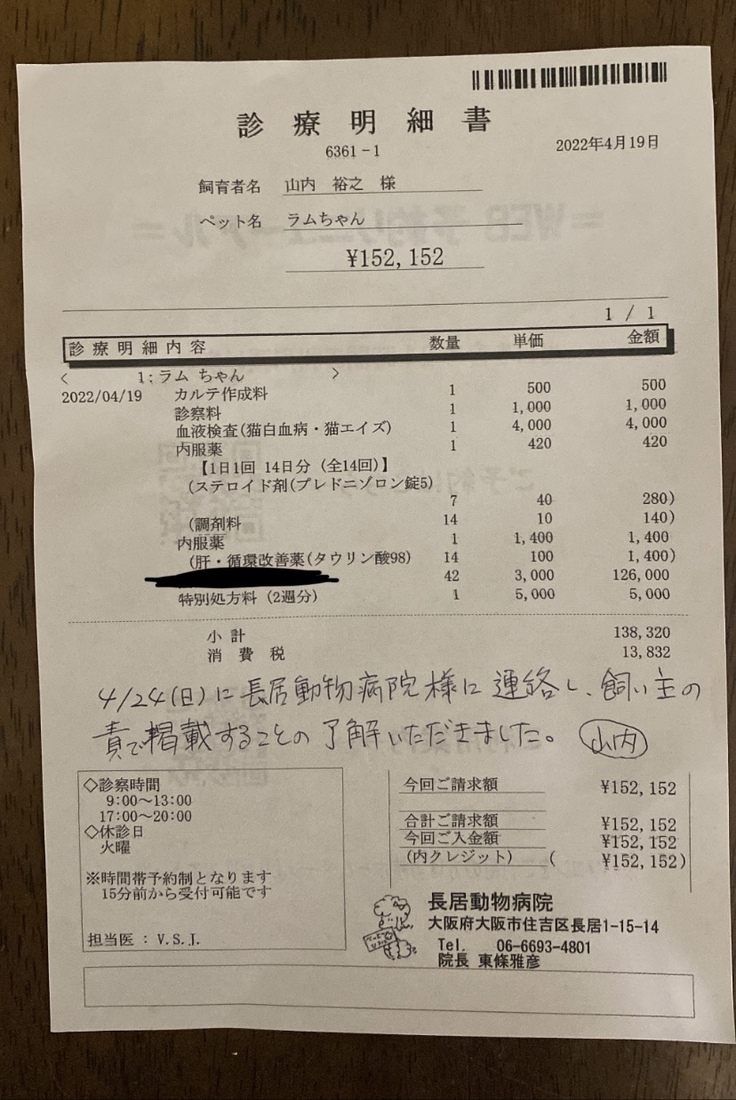 診療明細書
6361-1
2022年4月19日
飼育者名 山内 裕之 様
ペット名 ラムちゃん
¥152,152
1 / 1
診療明細内容 数量 単価 金額
< 1:ラム ちゃん >
2022/04/19 カルテ作成料 1 500 500
診察料 1 1,000 1,000
血液検査(猫白血病・猫エイズ) 1 4,000 4,000
内服薬 1 420 420
【1日1回 14日分 (全14回)】
(ステロイド剤(プレドニゾロン錠5)
7 40 280)
(調剤料 14 10 140)
内服薬 1 1,400 1,400
(肝・循環改善薬(タウリン酸98) 14 100 1,400)
42 3,000 126,000
特別処方料 (2週分) 1 5,000 5,000
小計 138,320
消費税 13,832
4/24(日)に長居動物病院様に連絡し、飼い主の
責で掲載することの了解いただきました。 山内
◇診察時間
9:00〜13:00
17:00〜20:00
◇休診日
火曜
※時間帯予約制となります
15分前から受付可能です
担当医 : V.S.J.
今回ご請求額 ¥152,152
合計ご請求額 ¥152,152
今回ご入金額 ¥152,152
(内クレジット) ( ¥152,152)
長居動物病院
大阪府大阪市住吉区長居1-15-14
Tel. 06-6693-4801
院長 東條雅彦